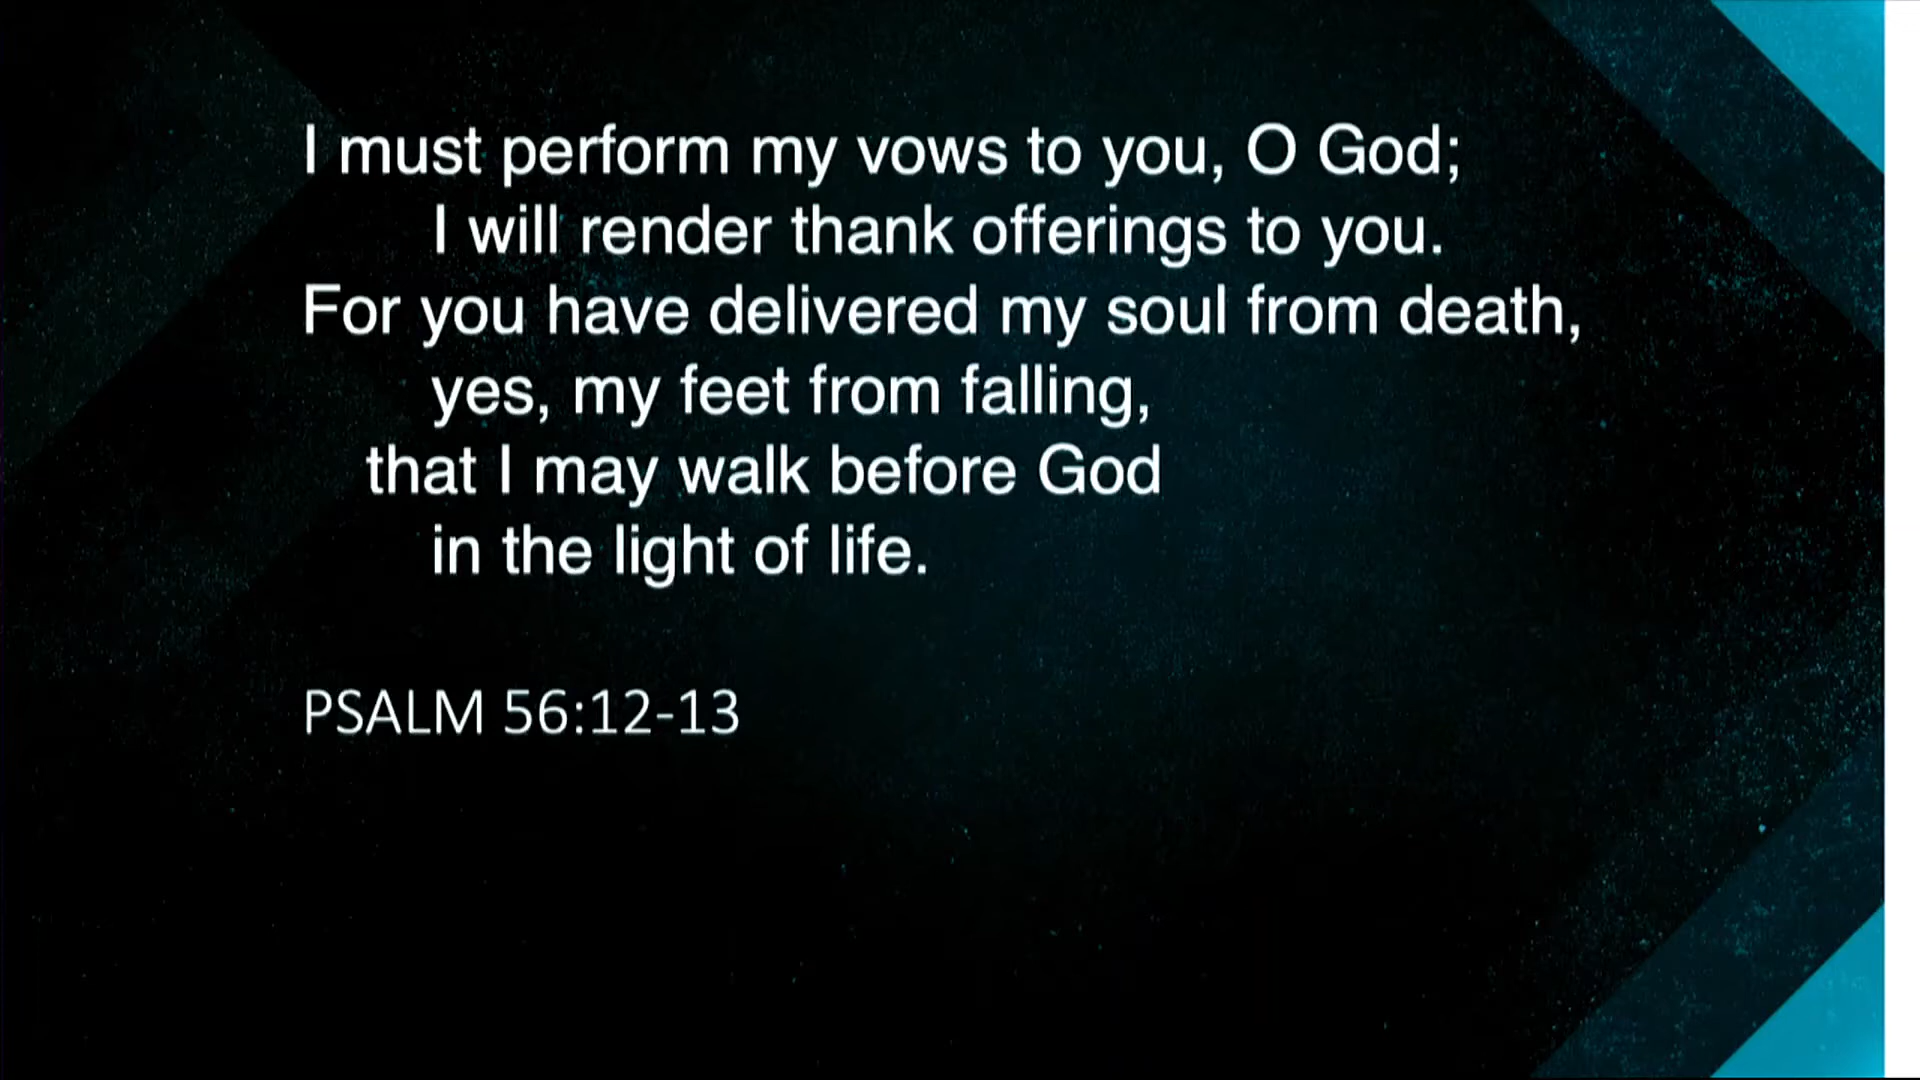 I must perform my vows to you, O God;
I will render thank offerings to you.
For you have delivered my soul from death,
yes, my feet from falling,
that I may walk before God
in the light of life.
PSALM 56:12-13